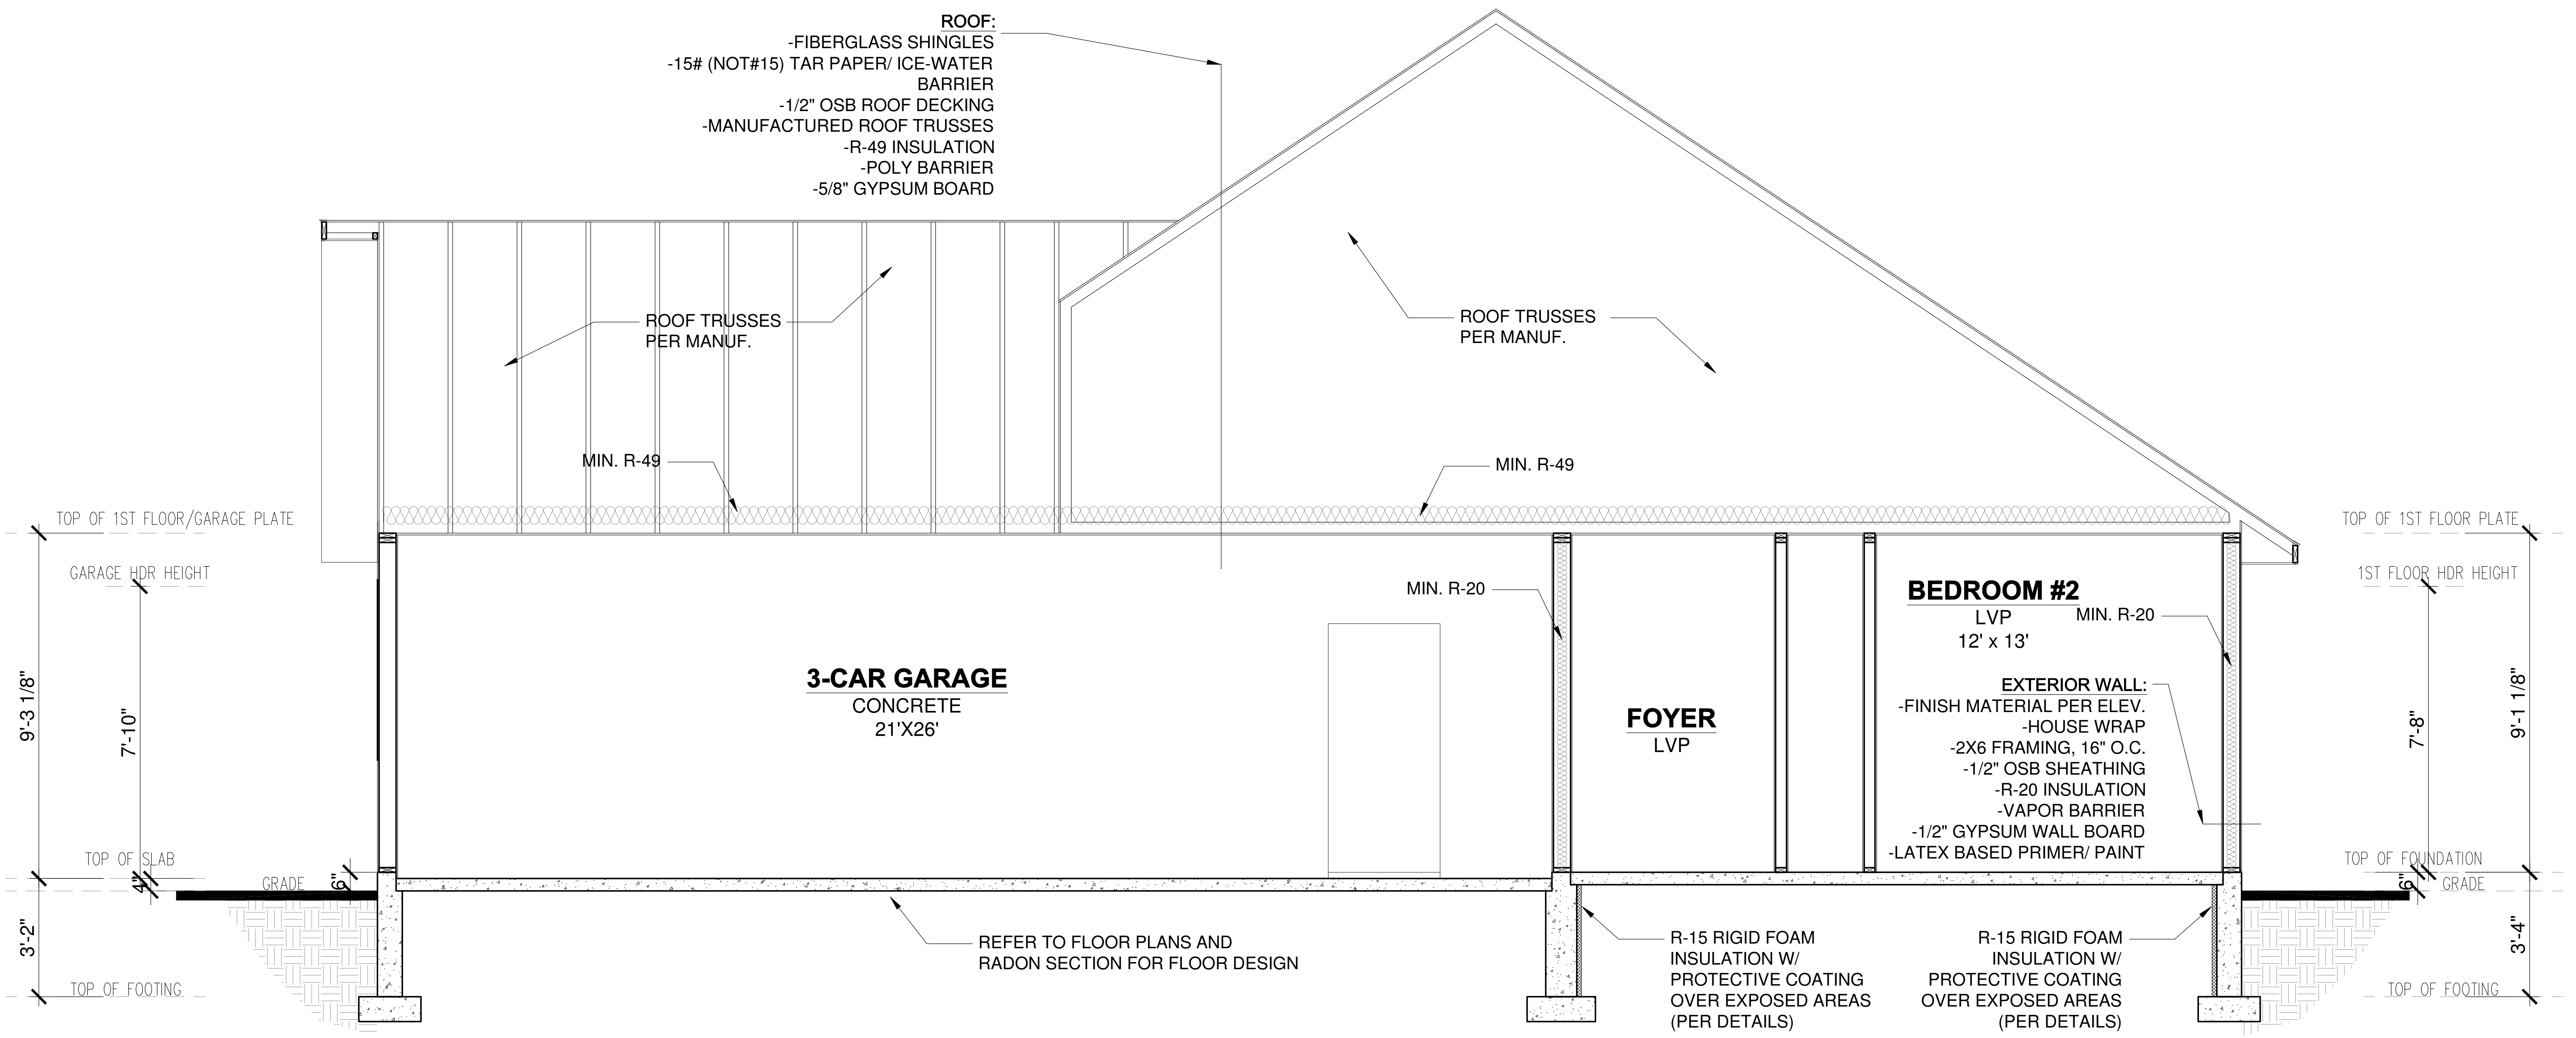 ROOF:
-FIBERGLASS SHINGLES
-15# (NOT#15) TAR PAPER/ ICE-WATER
BARRIER
-1/2" OSB ROOF DECKING
-MANUFACTURED ROOF TRUSSES
-R-49 INSULATION
-POLY BARRIER
-5/8" GYPSUM BOARD
ROOF TRUSSES
PER MANUF.
ROOF TRUSSES
PER MANUF.
MIN. R-49
MIN. R-49
TOP OF 1ST FLOOR/GARAGE PLATE
TOP OF 1ST FLOOR PLATE
GARAGE HDR HEIGHT
1ST FLOOR HDR HEIGHT
9'-3 1/8"
7'-10"
3-CAR GARAGE
CONCRETE
21'X26'
MIN. R-20
FOYER
LVP
BEDROOM #2
LVP
12' x 13'
MIN. R-20
EXTERIOR WALL:
-FINISH MATERIAL PER ELEV.
-HOUSE WRAP
-2X6 FRAMING, 16" O.C.
-1/2" OSB SHEATHING
-R-20 INSULATION
-VAPOR BARRIER
-1/2" GYPSUM WALL BOARD
-LATEX BASED PRIMER/ PAINT
7'-8"
9'-1 1/8"
TOP OF SLAB
4"
GRADE
6"
TOP OF FOUNDATION
6"
GRADE
3'-2"
TOP OF FOOTING
REFER TO FLOOR PLANS AND
RADON SECTION FOR FLOOR DESIGN
R-15 RIGID FOAM
INSULATION W/
PROTECTIVE COATING
OVER EXPOSED AREAS
(PER DETAILS)
R-15 RIGID FOAM
INSULATION W/
PROTECTIVE COATING
OVER EXPOSED AREAS
(PER DETAILS)
3'-4"
TOP OF FOOTING